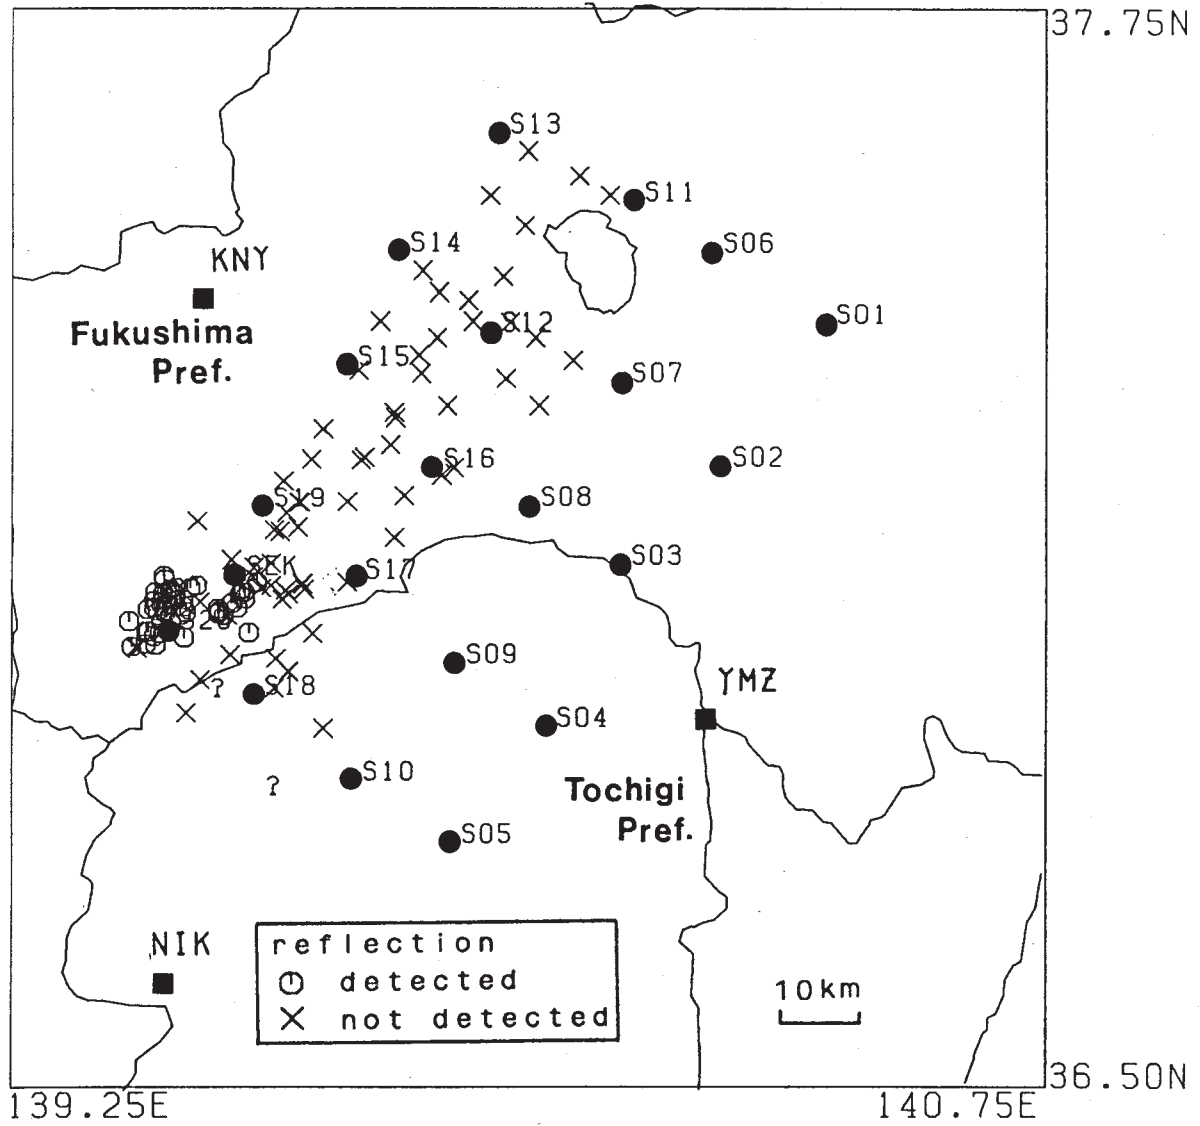 37.75N
S13
S11
S14
S06
KNY
S12
S01
Fukushima
Pref.
S15
S07
S16
S02
S19
S08
S03
S17
S09
YMZ
?
S18
S04
S10
?
Tochigi
Pref.
S05
NIK
reflection
detected
not detected
10km
36.50N
139.25E
140.75E